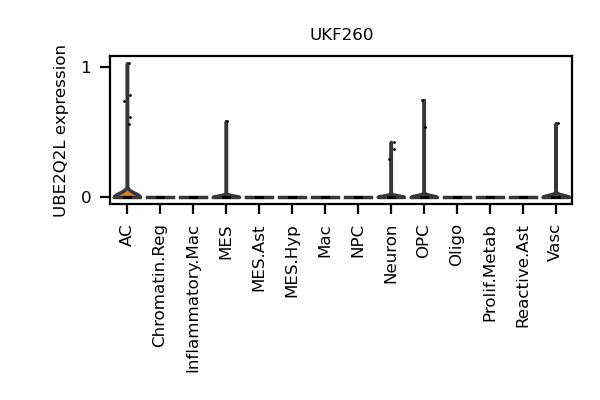 UKF260
UBE2Q2L expression
1
0
AC
Chromatin.Reg
Inflammatory.Mac
MES
MES.Ast
MES.Hyp
Mac
NPC
Neuron
OPC
Oligo
Prolif.Metab
Reactive.Ast
Vasc